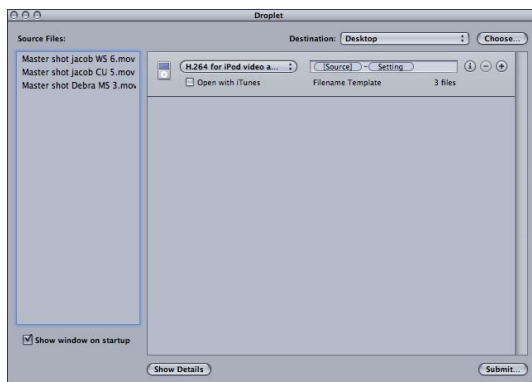 Droplet
Source Files:
Destination: Desktop Choose...
Master shot jacob WS 6.mov
Master shot jacob CU 5.mov
Master shot Debra MS 3.mov
H.264 for iPod video a... [Source] - Setting
Open with iTunes Filename Template 3 files
Show window on startup
Show Details Submit...